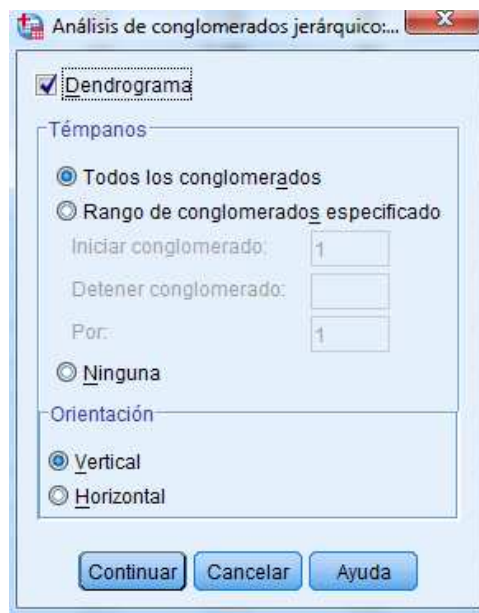 Análisis de conglomerados jerárquico:...
Dendrograma
Témpanos
Todos los conglomerados
Rango de conglomerados especificado
Iniciar conglomerado: 1
Detener conglomerado:
Por: 1
Ninguna
Orientación
Vertical
Horizontal
Continuar Cancelar Ayuda